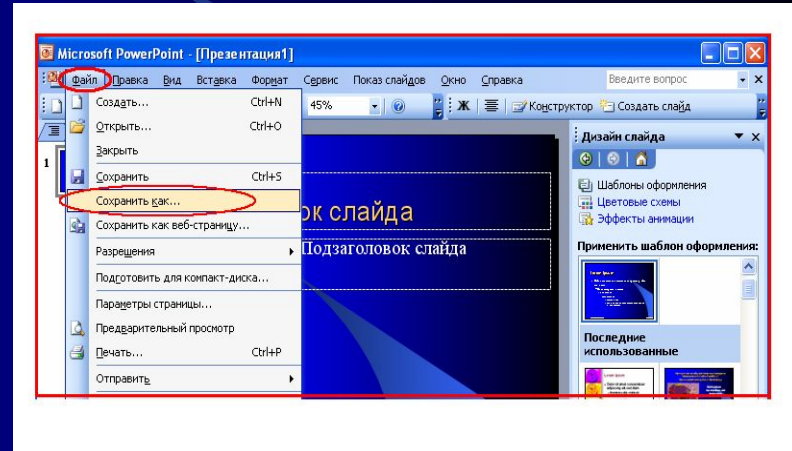 Microsoft PowerPoint - [Презентация1]
Файл Правка Вид Вставка Формат Сервис Показ слайдов Окно Справка Введите вопрос
45% Ж Конструктор Создать слайд
Создать... Ctrl+N
Открыть... Ctrl+O
Закрыть
Сохранить Ctrl+S
Сохранить как...
Сохранить как веб-страницу...
Разрешения
Подготовить для компакт-диска...
Параметры страницы...
Предварительный просмотр
Печать... Ctrl+P
Отправить
1
ок слайда
Подзаголовок слайда
Дизайн слайда
Шаблоны оформления
Цветовые схемы
Эффекты анимации
Применить шаблон оформления:
Последние
использованные